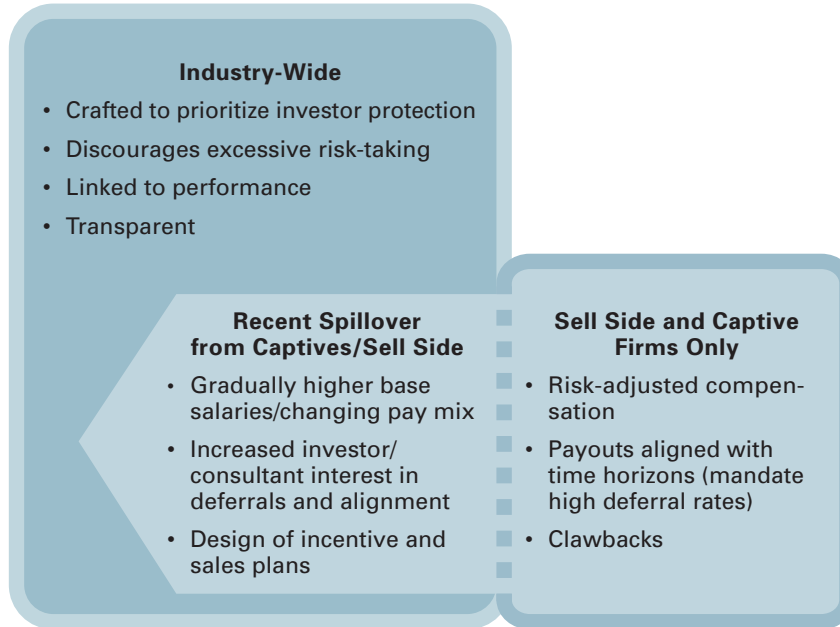 Industry-Wide
• Crafted to prioritize investor protection
• Discourages excessive risk-taking
• Linked to performance
• Transparent
Recent Spillover
from Captives/Sell Side
• Gradually higher base
salaries/changing pay mix
• Increased investor/
consultant interest in
deferrals and alignment
• Design of incentive and
sales plans
Sell Side and Captive
Firms Only
• Risk-adjusted compen-
sation
• Payouts aligned with
time horizons (mandate
high deferral rates)
• Clawbacks